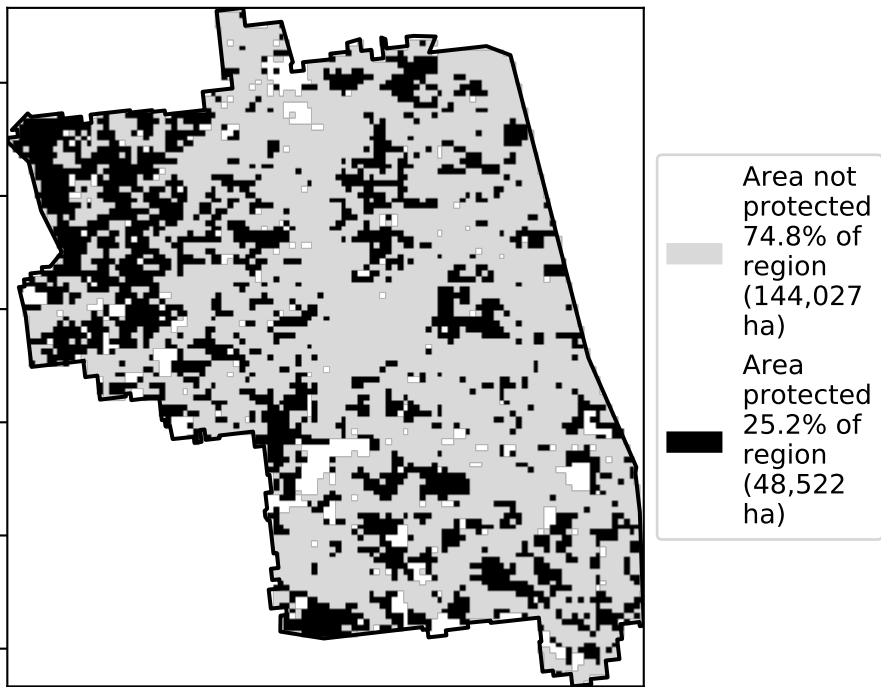 Area not
protected
74.8% of
region
(144,027
ha)
Area
protected
25.2% of
region
(48,522
ha)